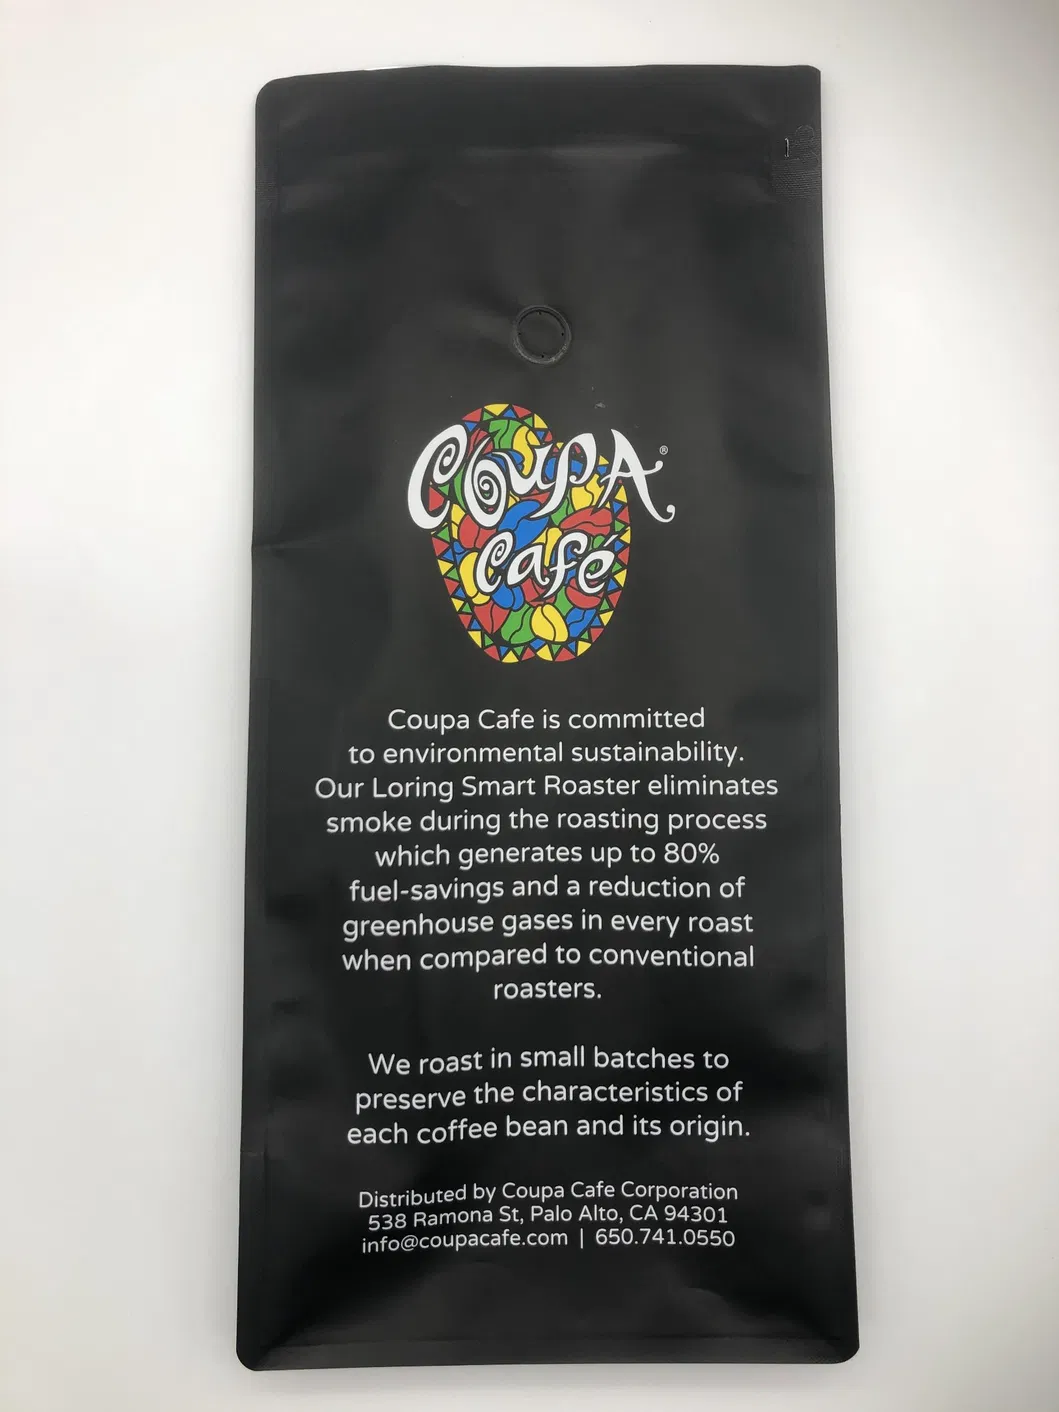 CoupA®
Café
Coupa Cafe is committed
to environmental sustainability.
Our Loring Smart Roaster eliminates
smoke during the roasting process
which generates up to 80%
fuel-savings and a reduction of
greenhouse gases in every roast
when compared to conventional
roasters.
We roast in small batches to
preserve the characteristics of
each coffee bean and its origin.
Distributed by Coupa Cafe Corporation
538 Ramona St, Palo Alto, CA 94301
info@coupacafe.com | 650.741.0550